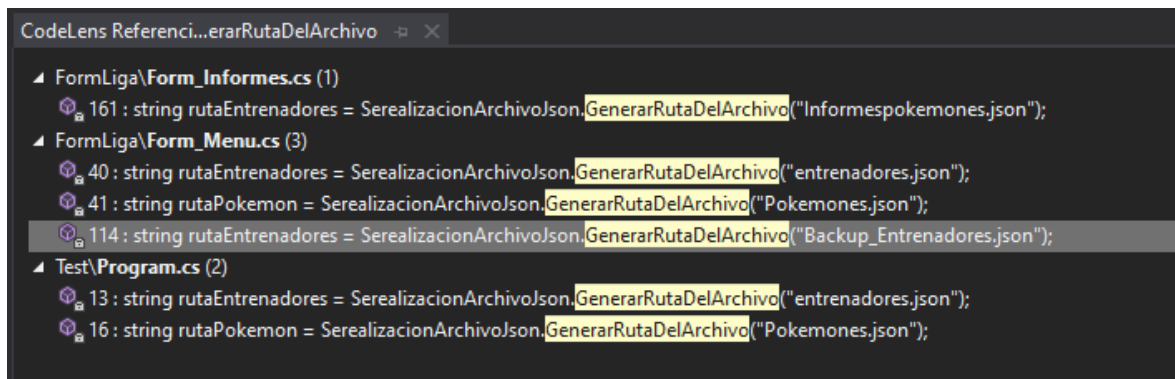 CodeLens Referenci...erarRutaDelArchivo
FormLiga\Form_Informes.cs (1)
161 : string rutaEntrenadores = SerealizacionArchivoJson.GenerarRutaDelArchivo("Informespokemones.json");
FormLiga\Form_Menu.cs (3)
40 : string rutaEntrenadores = SerealizacionArchivoJson.GenerarRutaDelArchivo("entrenadores.json");
41 : string rutaPokemon = SerealizacionArchivoJson.GenerarRutaDelArchivo("Pokemones.json");
114 : string rutaEntrenadores = SerealizacionArchivoJson.GenerarRutaDelArchivo("Backup_Entrenadores.json");
Test\Program.cs (2)
13 : string rutaEntrenadores = SerealizacionArchivoJson.GenerarRutaDelArchivo("entrenadores.json");
16 : string rutaPokemon = SerealizacionArchivoJson.GenerarRutaDelArchivo("Pokemones.json");